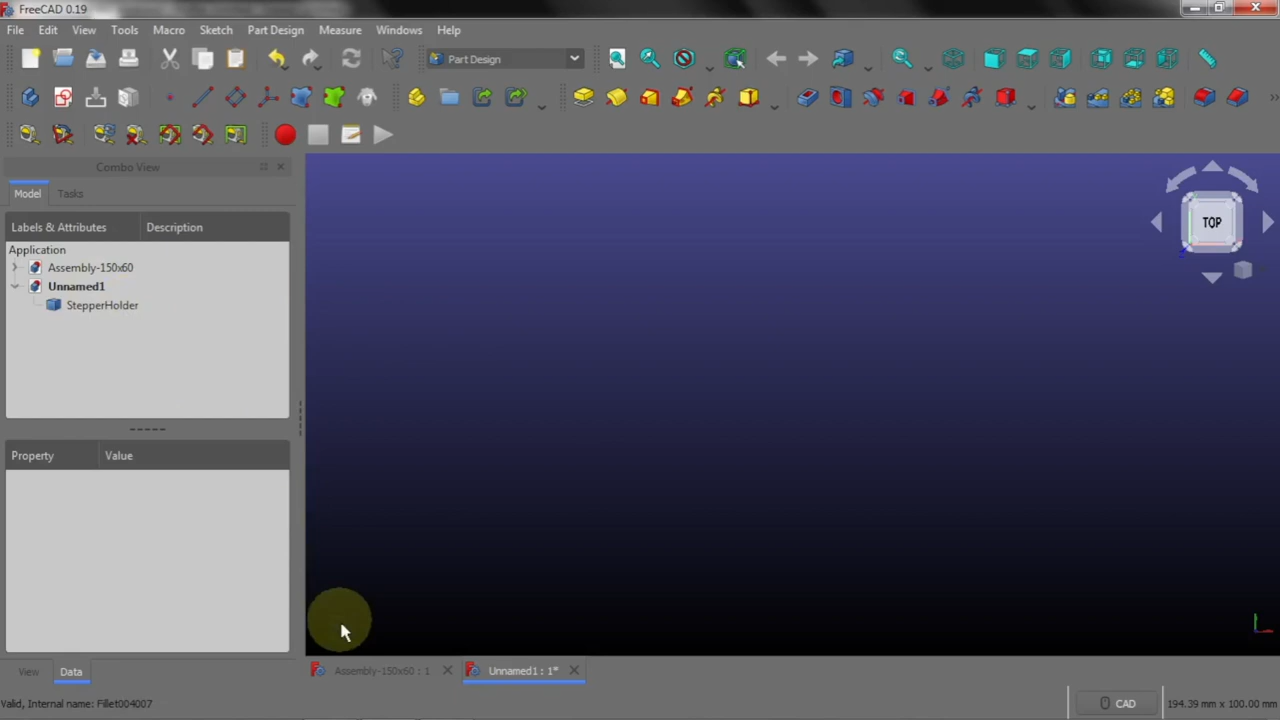 FreeCAD 0.19
File Edit View Tools Macro Sketch Part Design Measure Windows Help
Part Design
Combo View
Model Tasks
Labels & Attributes Description
Application
Assembly-150x60
Unnamed1
StepperHolder
TOP
Property Value
View Data
Assembly-150x60 : 1
Unnamed1 : 1*
Valid, Internal name: Fillet004007
CAD
194.39 mm x 100.00 mm